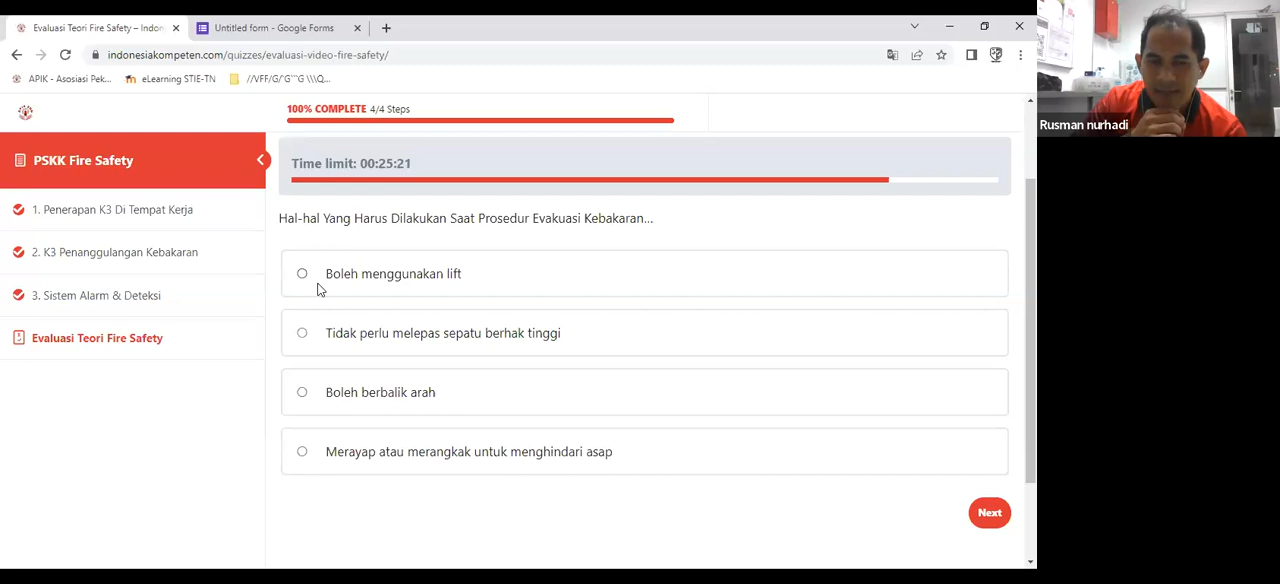 Evaluasi Teori Fire Safety – Indon
Untitled form - Google Forms
indonesiakompeten.com/quizzes/evaluasi-video-fire-safety/
APIK - Asosiasi Pek...
eLearning STIE-TN
//VFF/G/¨G¨¨G \\\Q...
100% COMPLETE 4/4 Steps
PSKK Fire Safety
1. Penerapan K3 Di Tempat Kerja
2. K3 Penanggulangan Kebakaran
3. Sistem Alarm & Deteksi
Evaluasi Teori Fire Safety
Time limit: 00:25:21
Hal-hal Yang Harus Dilakukan Saat Prosedur Evakuasi Kebakaran...
Boleh menggunakan lift
Tidak perlu melepas sepatu berhak tinggi
Boleh berbalik arah
Merayap atau merangkak untuk menghindari asap
Next
Rusman nurhadi